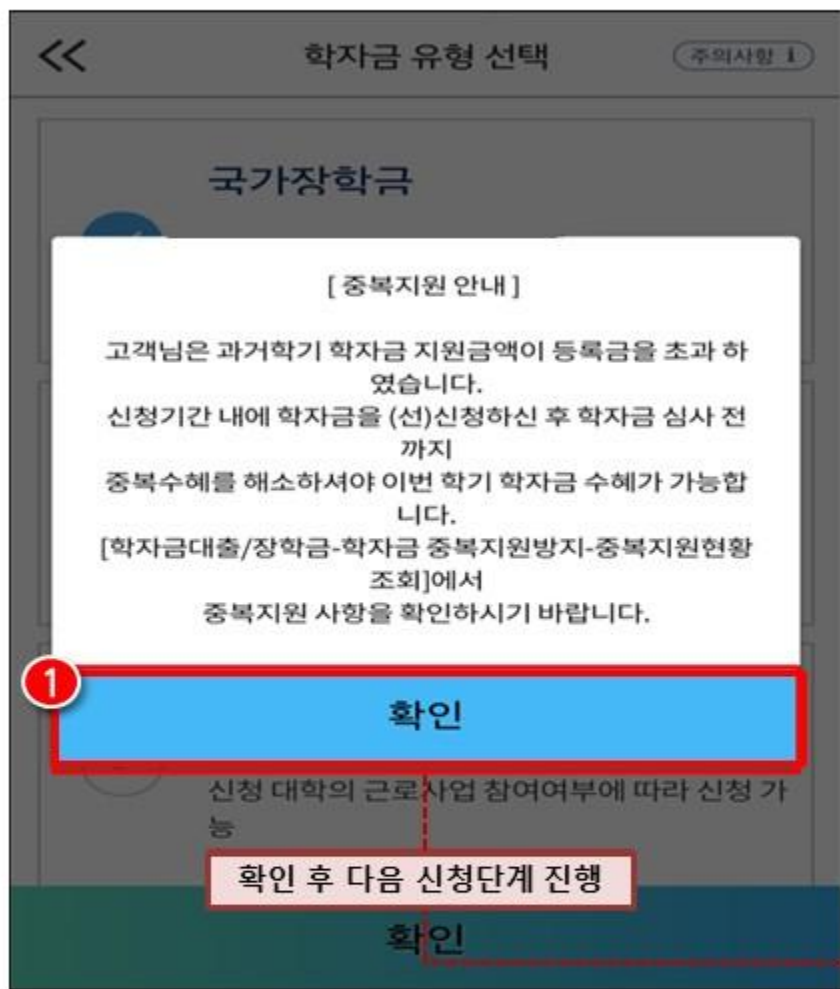 학자금 유형 선택
주의사항 i
국가장학금
[ 중복지원 안내 ]
고객님은 과거학기 학자금 지원금액이 등록금을 초과 하
였습니다.
신청기간 내에 학자금을 (선)신청하신 후 학자금 심사 전
까지
중복수혜를 해소하셔야 이번 학기 학자금 수혜가 가능합
니다.
[학자금대출/장학금-학자금 중복지원방지-중복지원현황
조회]에서
중복지원 사항을 확인하시기 바랍니다.
1
확인
신청 대학의 근로사업 참여여부에 따라 신청 가
능
확인 후 다음 신청단계 진행
확인